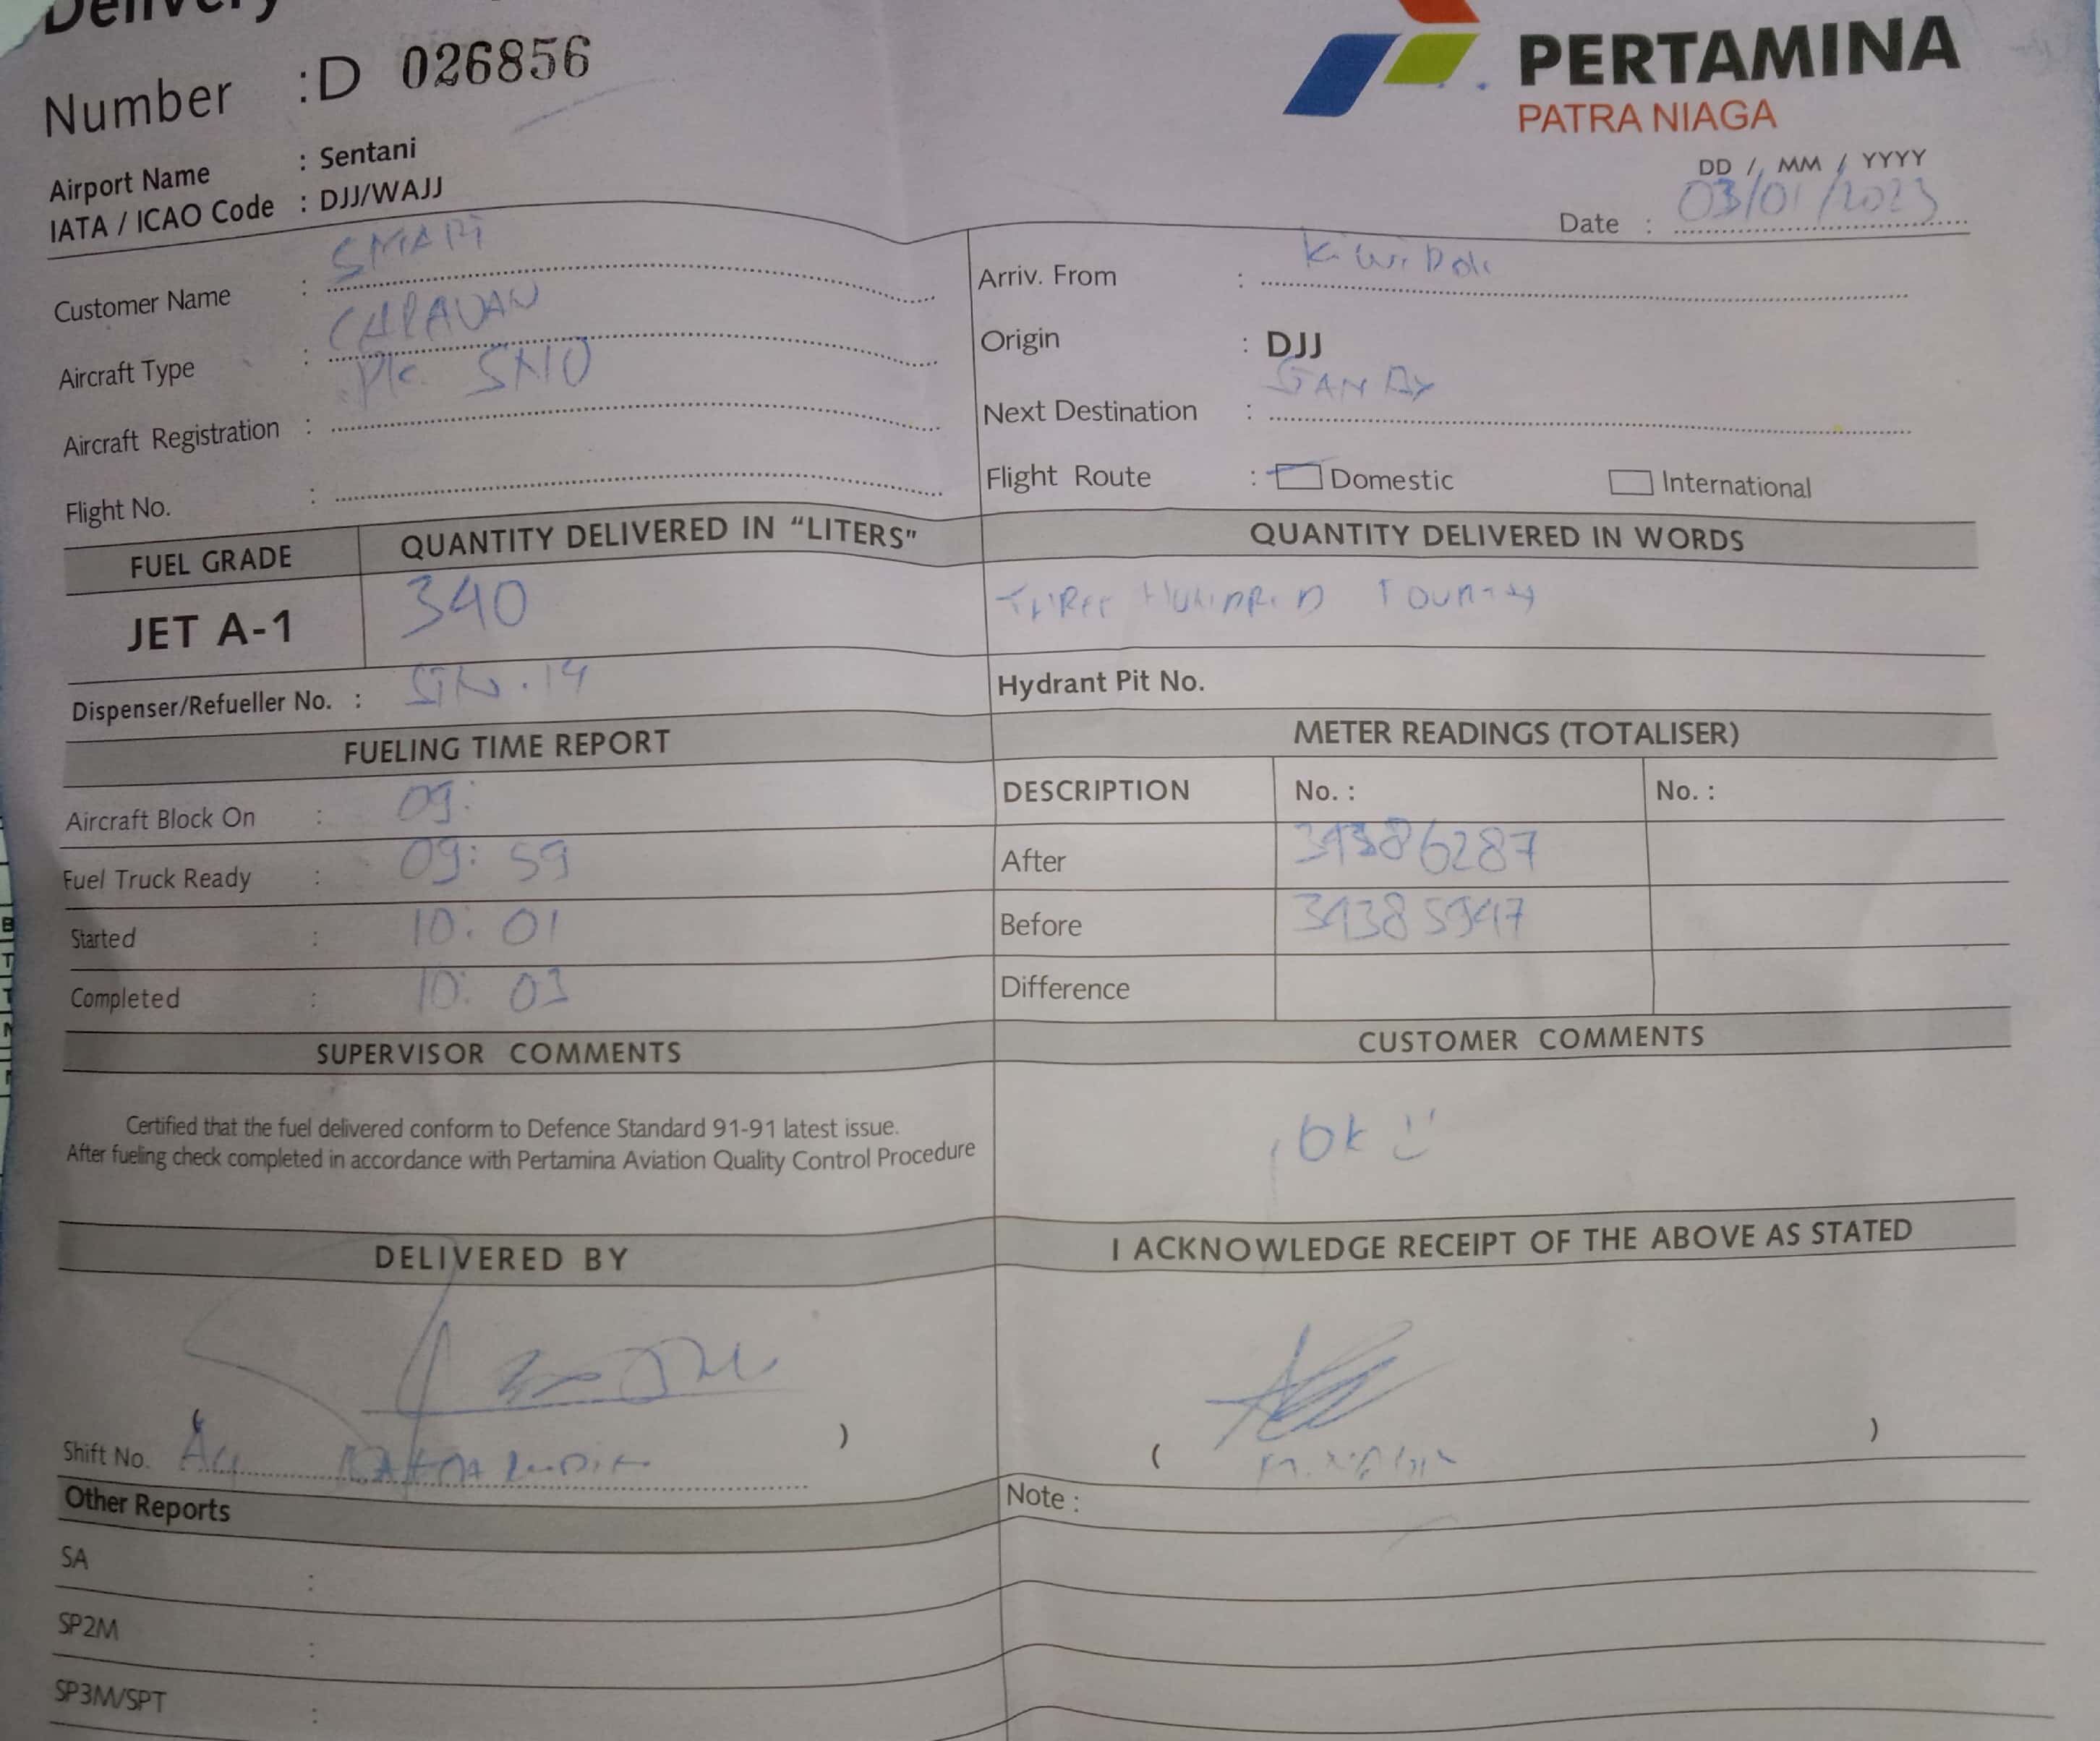 Delivery
Number : D 026856
PERTAMINA
PATRA NIAGA
Airport Name : Sentani
IATA / ICAO Code : DJJ/WAJJ
DD / MM / YYYY
Date : 03/01/2023
Customer Name : SMART
Aircraft Type : CARAVAN
Aircraft Registration : PK. SNO
Flight No. :
Arriv. From :
Origin : DJJ
Next Destination :
Flight Route : Domestic International
FUEL GRADE QUANTITY DELIVERED IN "LITERS" QUANTITY DELIVERED IN WORDS
JET A-1 340 THREE HUNDRED FOURTY
Dispenser/Refueller No. : Hydrant Pit No.
FUELING TIME REPORT
METER READINGS (TOTALISER)
Aircraft Block On : 09:
Fuel Truck Ready : 09:59
Started : 10:01
Completed : 10:03
DESCRIPTION No. : No. :
After 34386287
Before 34385947
Difference
SUPERVISOR COMMENTS
CUSTOMER COMMENTS
Certified that the fuel delivered conform to Defence Standard 91-91 latest issue.
After fueling check completed in accordance with Pertamina Aviation Quality Control Procedure
OK
DELIVERED BY
I ACKNOWLEDGE RECEIPT OF THE ABOVE AS STATED
( )
( )
Shift No.
Other Reports
Note :
SA :
SP2M :
SP3M/SPT :